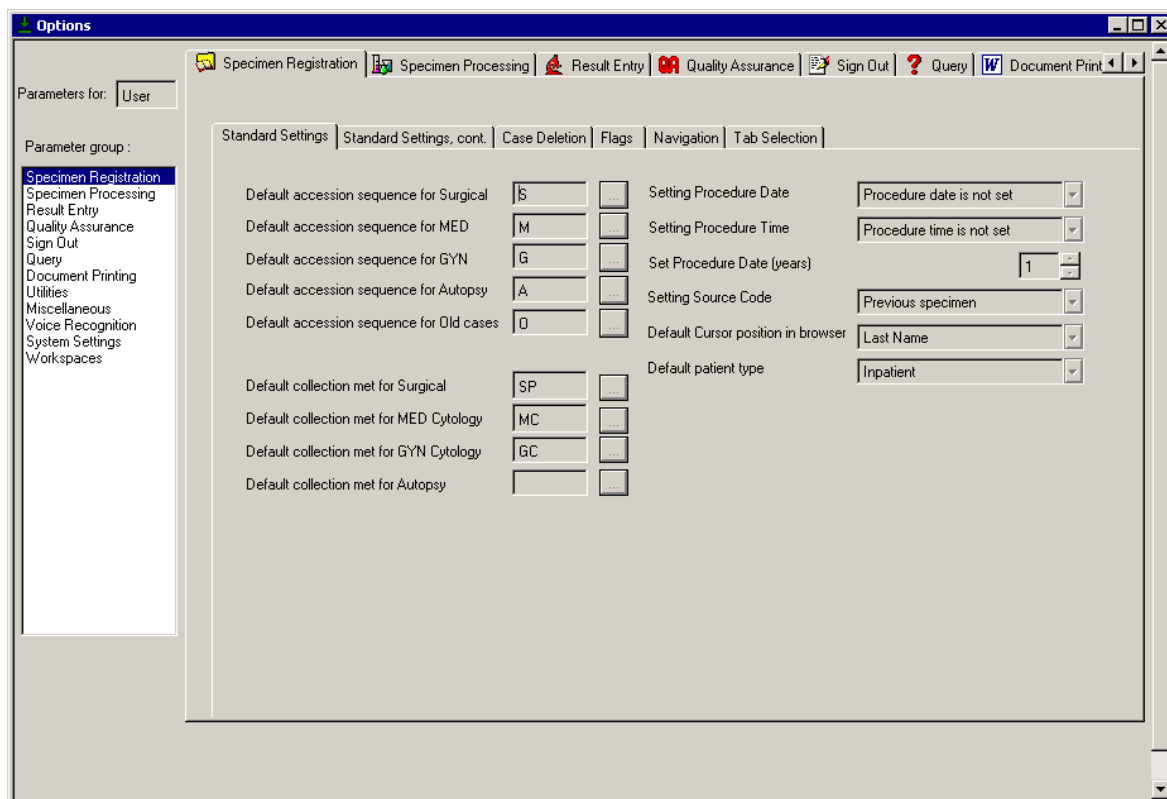 Options
Specimen Registration
Specimen Processing
Result Entry
QA Quality Assurance
Sign Out
? Query
W Document Print
Parameters for: User
Parameter group :
Specimen Registration
Specimen Processing
Result Entry
Quality Assurance
Sign Out
Query
Document Printing
Utilities
Miscellaneous
Voice Recognition
System Settings
Workspaces
Standard Settings
Standard Settings, cont.
Case Deletion
Flags
Navigation
Tab Selection
Default accession sequence for Surgical S ...
Default accession sequence for MED M ...
Default accession sequence for GYN G ...
Default accession sequence for Autopsy A ...
Default accession sequence for Old cases O ...
Default collection met for Surgical SP ...
Default collection met for MED Cytology MC ...
Default collection met for GYN Cytology GC ...
Default collection met for Autopsy ...
Setting Procedure Date Procedure date is not set
Setting Procedure Time Procedure time is not set
Set Procedure Date (years) 1
Setting Source Code Previous specimen
Default Cursor position in browser Last Name
Default patient type Inpatient